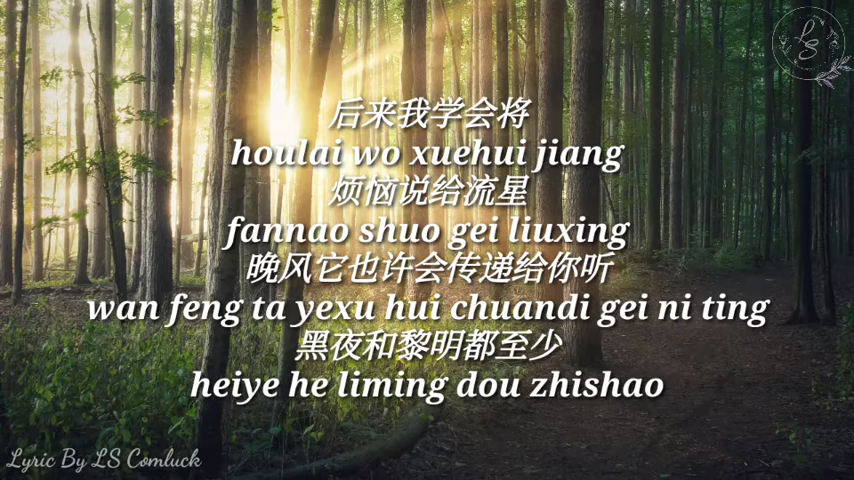 后来我学会将
houlai wo xuehui jiang
烦恼说给流星
fannao shuo gei liuxing
晚风它也许会传递给你听
wan feng ta yexu hui chuandi gei ni ting
黑夜和黎明都至少
heiye he liming dou zhishao
Lyric By LS Comluck
LS